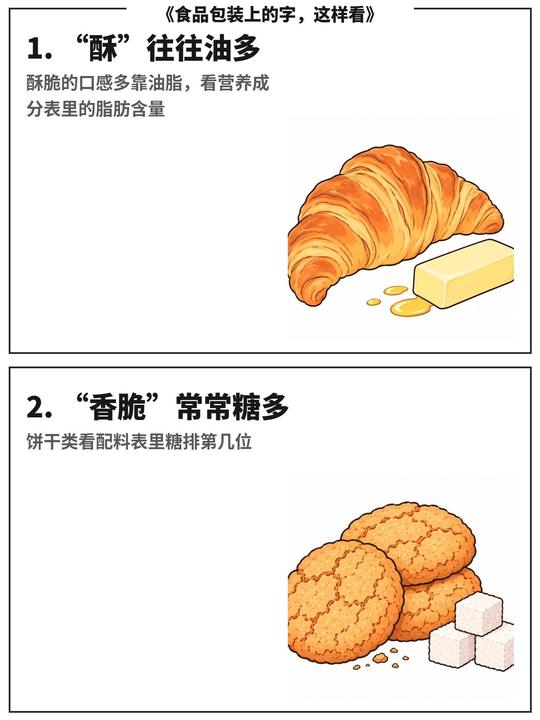 《食品包装上的字，这样看》
1. “酥”往往油多
酥脆的口感多靠油脂，看营养成
分表里的脂肪含量
2. “香脆”常常糖多
饼干类看配料表里糖排第几位